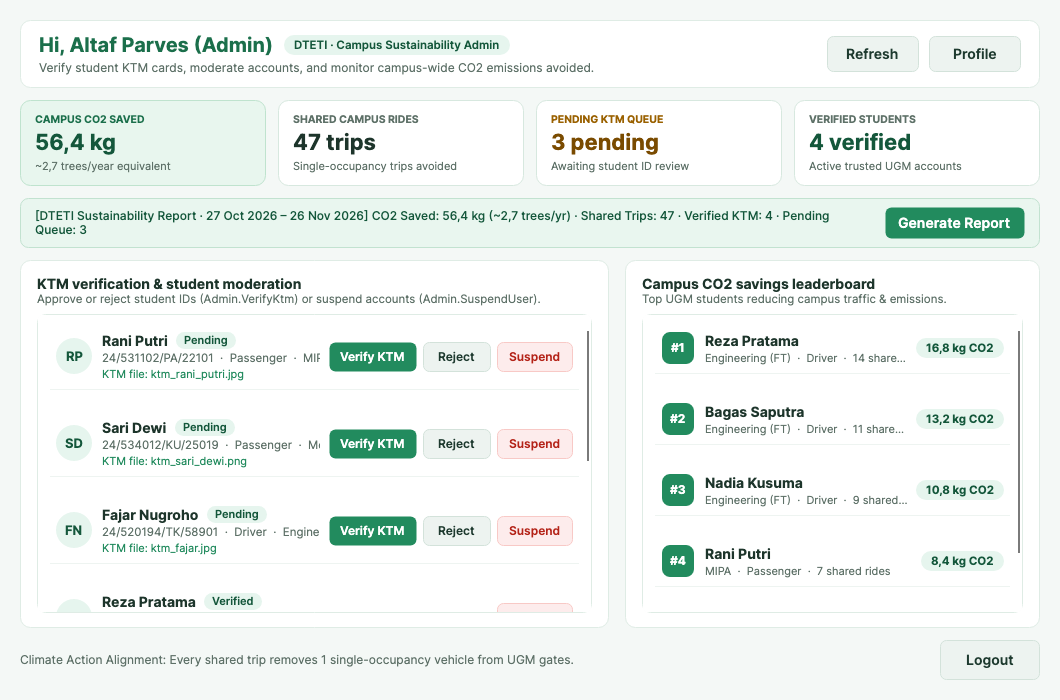 Hi, Altaf Parves (Admin)
DTETI · Campus Sustainability Admin
Verify student KTM cards, moderate accounts, and monitor campus-wide CO2 emissions avoided.
Refresh
Profile
CAMPUS CO2 SAVED
56,4 kg
~2,7 trees/year equivalent
SHARED CAMPUS RIDES
47 trips
Single-occupancy trips avoided
PENDING KTM QUEUE
3 pending
Awaiting student ID review
VERIFIED STUDENTS
4 verified
Active trusted UGM accounts
[DTETI Sustainability Report · 27 Oct 2026 – 26 Nov 2026] CO2 Saved: 56,4 kg (~2,7 trees/yr) · Shared Trips: 47 · Verified KTM: 4 · Pending
Queue: 3
Generate Report
KTM verification & student moderation
Approve or reject student IDs (Admin.VerifyKtm) or suspend accounts (Admin.SuspendUser).
RP
Rani Putri
Pending
24/531102/PA/22101 · Passenger · MIP
KTM file: ktm_rani_putri.jpg
Verify KTM
Reject
Suspend
SD
Sari Dewi
Pending
24/534012/KU/25019 · Passenger · Me
KTM file: ktm_sari_dewi.png
Verify KTM
Reject
Suspend
FN
Fajar Nugroho
Pending
24/520194/TK/58901 · Driver · Engine
KTM file: ktm_fajar.jpg
Verify KTM
Reject
Suspend
Reza Pratama
Verified
Campus CO2 savings leaderboard
Top UGM students reducing campus traffic & emissions.
#1
Reza Pratama
Engineering (FT) · Driver · 14 share...
16,8 kg CO2
#2
Bagas Saputra
Engineering (FT) · Driver · 11 share...
13,2 kg CO2
#3
Nadia Kusuma
Engineering (FT) · Driver · 9 shared...
10,8 kg CO2
#4
Rani Putri
MIPA · Passenger · 7 shared rides
8,4 kg CO2
Climate Action Alignment: Every shared trip removes 1 single-occupancy vehicle from UGM gates.
Logout